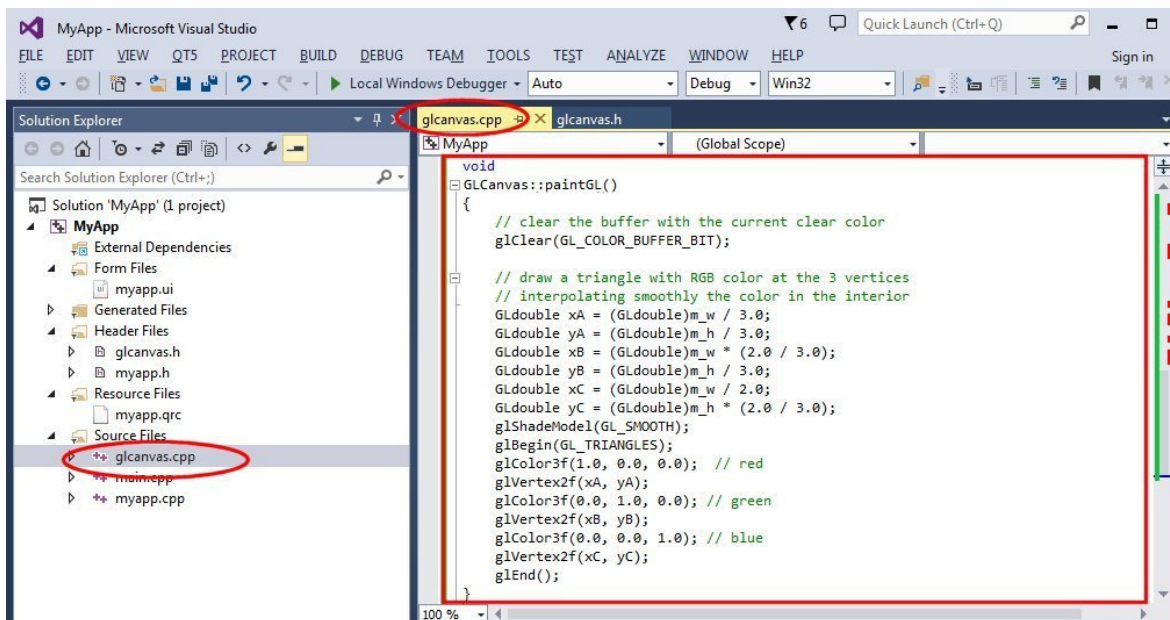 MyApp - Microsoft Visual Studio
6
Quick Launch (Ctrl+Q)
FILE EDIT VIEW QT5 PROJECT BUILD DEBUG TEAM TOOLS TEST ANALYZE WINDOW HELP
Sign in
Local Windows Debugger
Auto
Debug
Win32
Solution Explorer
Search Solution Explorer (Ctrl+;)
Solution 'MyApp' (1 project)
MyApp
External Dependencies
Form Files
myapp.ui
Generated Files
Header Files
glcanvas.h
myapp.h
Resource Files
myapp.qrc
Source Files
glcanvas.cpp
main.cpp
myapp.cpp
glcanvas.cpp
glcanvas.h
MyApp
(Global Scope)
void
GLCanvas::paintGL()
{
// clear the buffer with the current clear color
glClear(GL_COLOR_BUFFER_BIT);
// draw a triangle with RGB color at the 3 vertices
// interpolating smoothly the color in the interior
GLdouble xA = (GLdouble)m_w / 3.0;
GLdouble yA = (GLdouble)m_h / 3.0;
GLdouble xB = (GLdouble)m_w * (2.0 / 3.0);
GLdouble yB = (GLdouble)m_h / 3.0;
GLdouble xC = (GLdouble)m_w / 2.0;
GLdouble yC = (GLdouble)m_h * (2.0 / 3.0);
glShadeModel(GL_SMOOTH);
glBegin(GL_TRIANGLES);
glColor3f(1.0, 0.0, 0.0); // red
glVertex2f(xA, yA);
glColor3f(0.0, 1.0, 0.0); // green
glVertex2f(xB, yB);
glColor3f(0.0, 0.0, 1.0); // blue
glVertex2f(xC, yC);
glEnd();
}
100 %